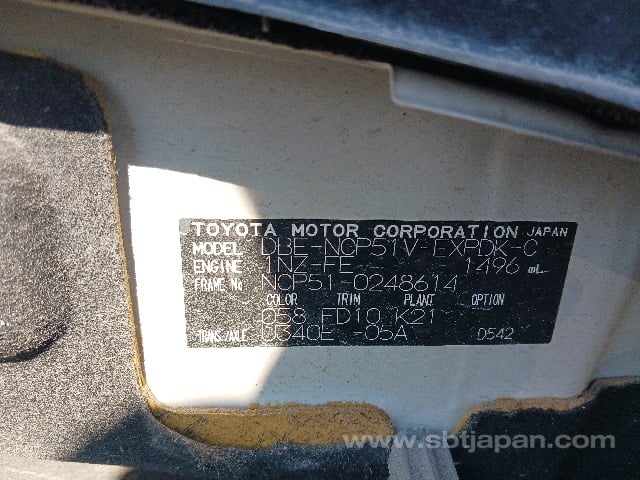 TOYOTA MOTOR CORPORATION JAPAN
MODEL DBE-NCP51V-EXPDK-C
ENGINE 1NZ-FE 1496 mL
FRAME No NCP51-0248614
COLOR TRIM PLANT OPTION
058 FD10 K21
TRANS/AXLE U340E -05A D542
www.sbtjapan.com